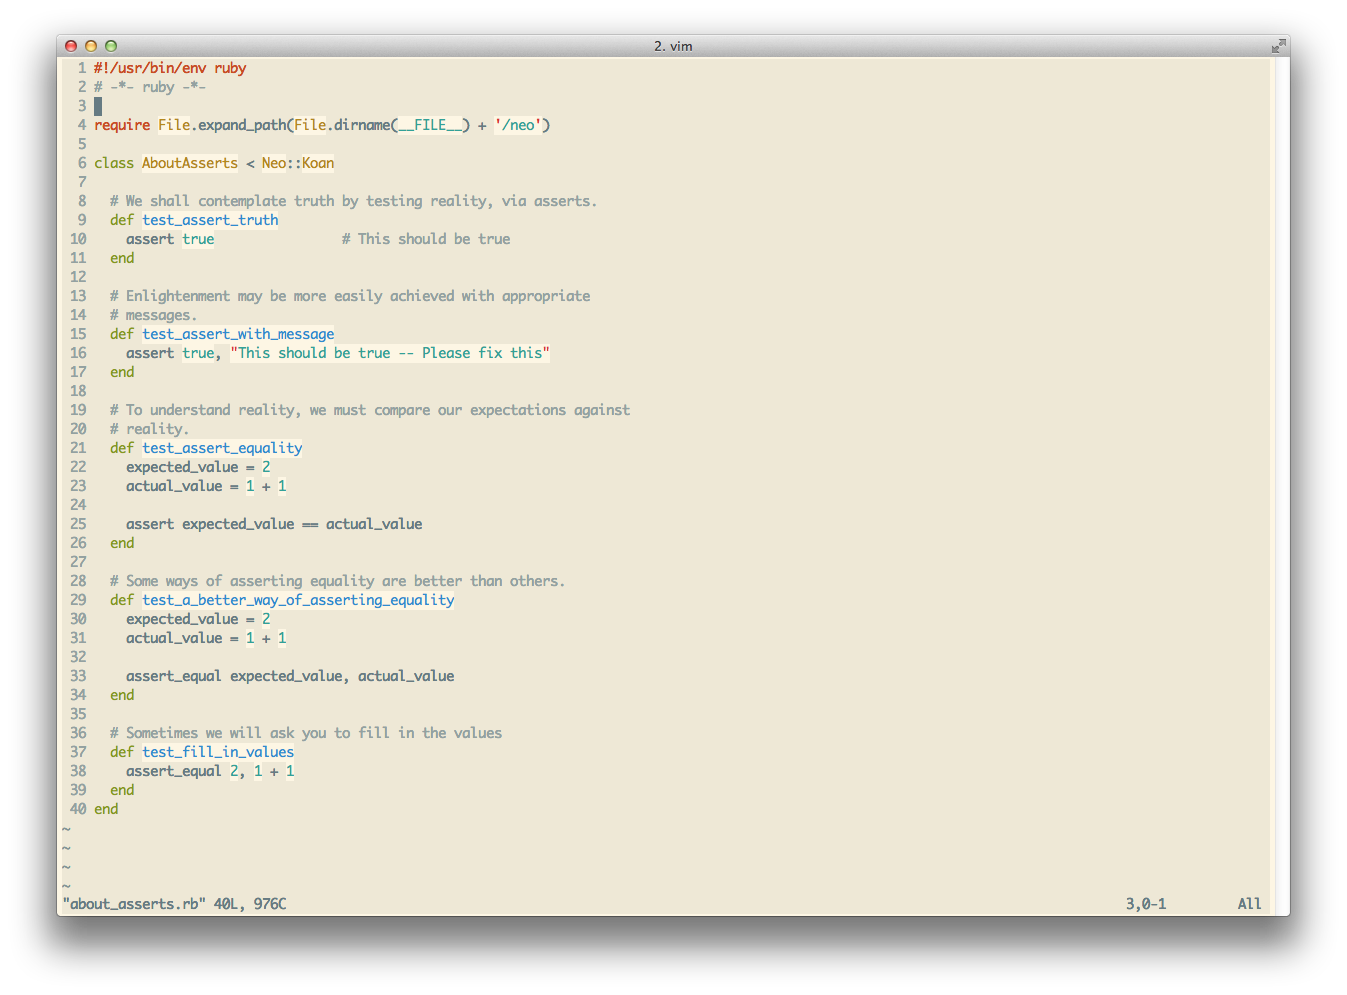 2. vim
1 #!/usr/bin/env ruby
2 # -*- ruby -*-
3
4 require File.expand_path(File.dirname(__FILE__) + '/neo')
5
6 class AboutAsserts < Neo::Koan
7
8   # We shall contemplate truth by testing reality, via asserts.
9   def test_assert_truth
10     assert true                # This should be true
11   end
12
13   # Enlightenment may be more easily achieved with appropriate
14   # messages.
15   def test_assert_with_message
16     assert true, "This should be true -- Please fix this"
17   end
18
19   # To understand reality, we must compare our expectations against
20   # reality.
21   def test_assert_equality
22     expected_value = 2
23     actual_value = 1 + 1
24
25     assert expected_value == actual_value
26   end
27
28   # Some ways of asserting equality are better than others.
29   def test_a_better_way_of_asserting_equality
30     expected_value = 2
31     actual_value = 1 + 1
32
33     assert_equal expected_value, actual_value
34   end
35
36   # Sometimes we will ask you to fill in the values
37   def test_fill_in_values
38     assert_equal 2, 1 + 1
39   end
40 end
~
~
~
~
"about_asserts.rb" 40L, 976C 3,0-1 All